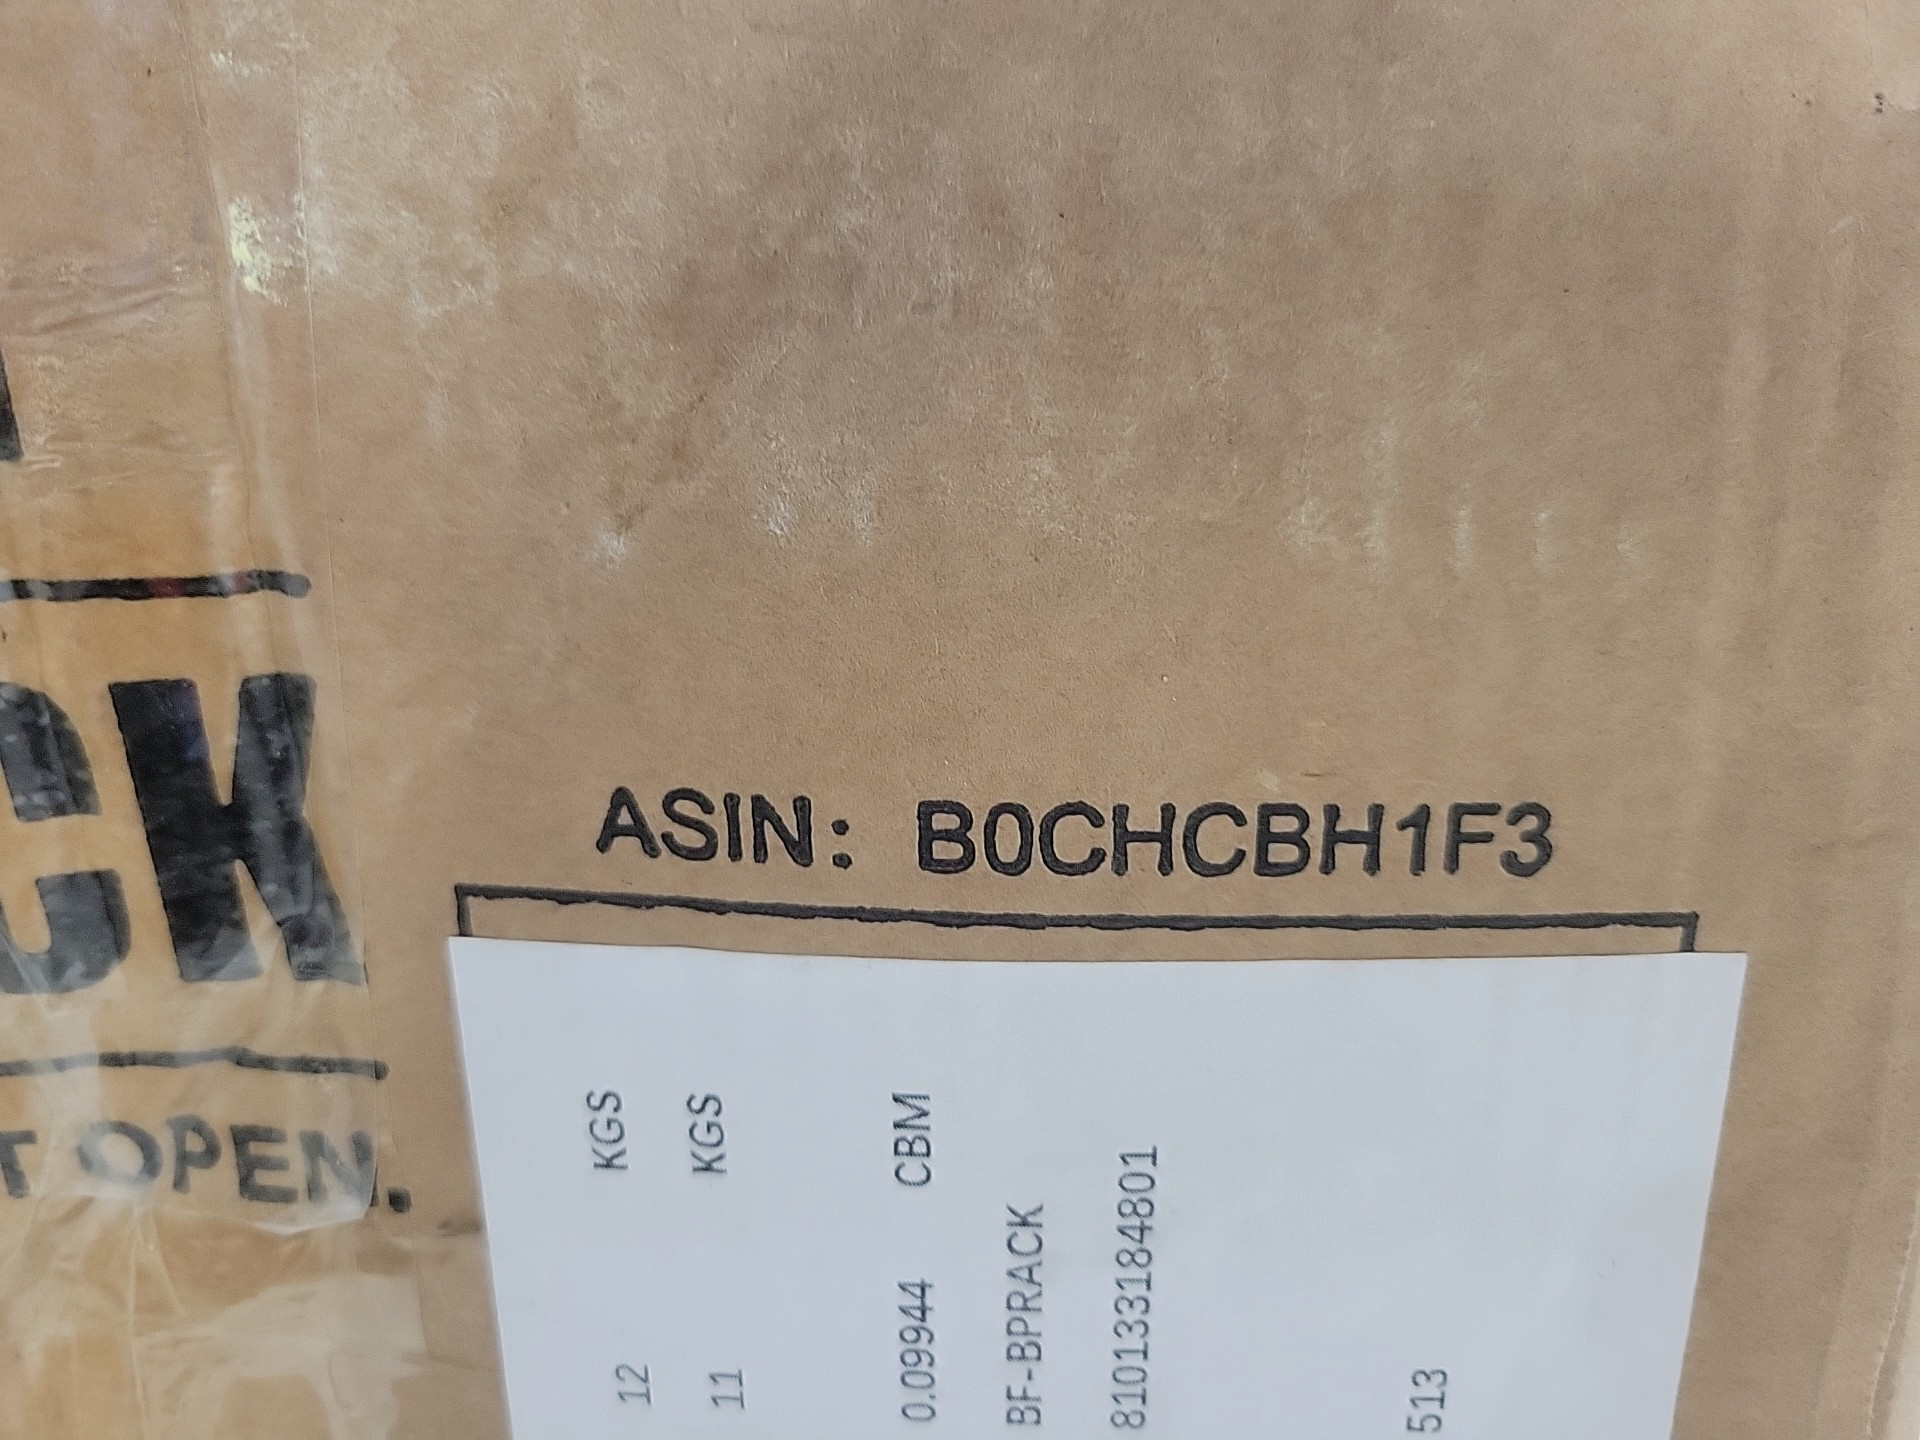 CK
T OPEN.
ASIN: B0CHCBH1F3
12 KGS
11 KGS
0.09944 CBM
BF-BPRACK
810133184801
513